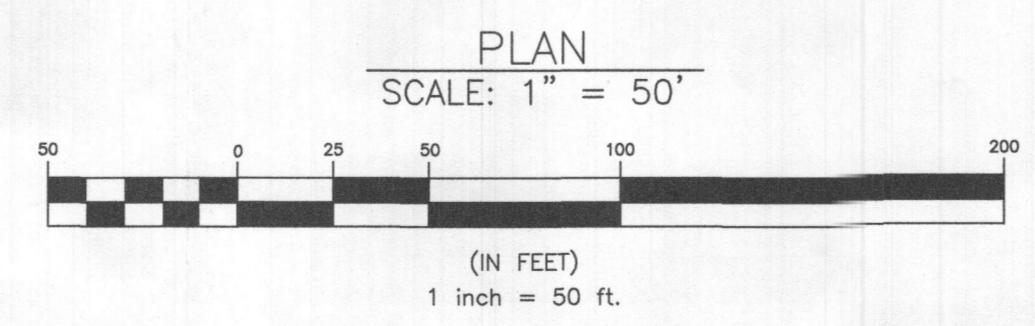 PLAN
SCALE: 1" = 50'
50 0 25 50 100 200
(IN FEET)
1 inch = 50 ft.